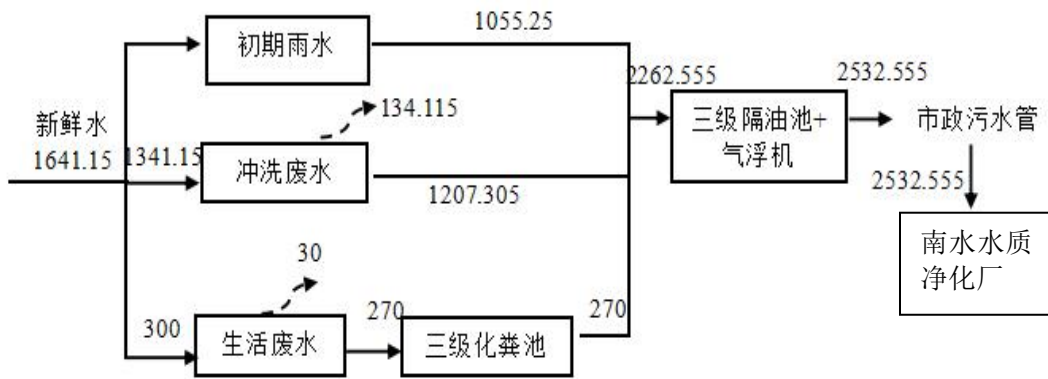 1055.25
初期雨水
2262.555
2532.555
134.115
新鲜水
三级隔油池+
气浮机
市政污水管
1641.15
1341.15
冲洗废水
1207.305
2532.555
南水水质
净化厂
30
300
生活废水
270
三级化粪池
270